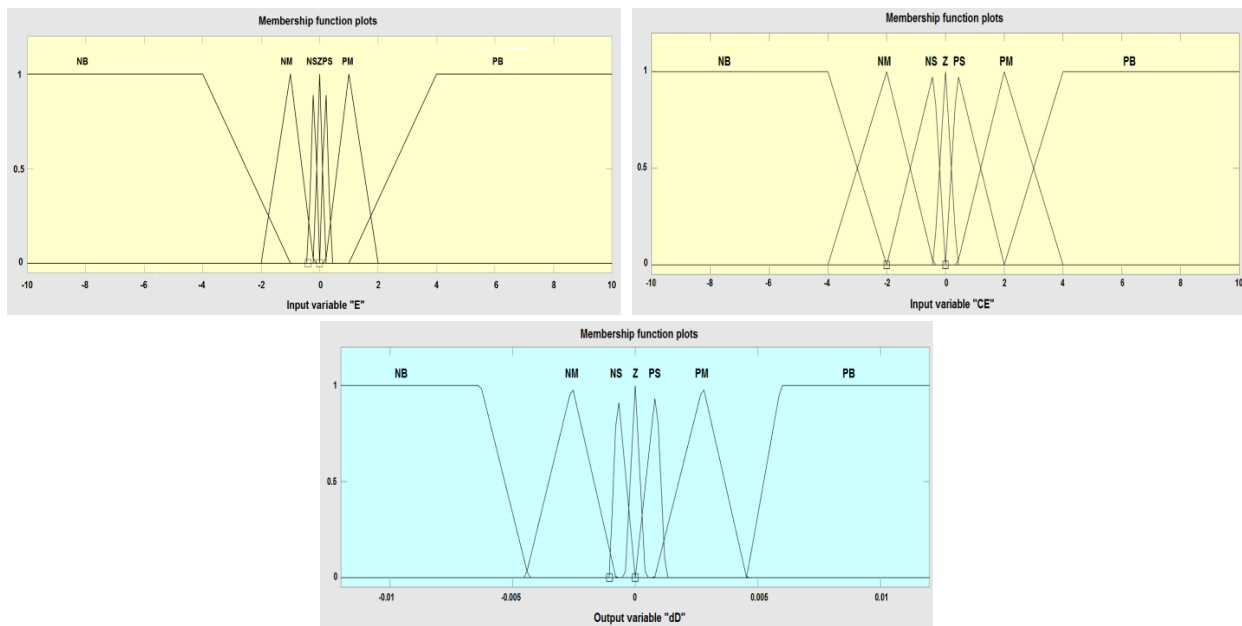 Membership function plots
NB NM NS Z PS PM PB
1
0.5
0
-10 -8 -6 -4 -2 0 2 4 6 8 10
Input variable "E"
Membership function plots
NB NM NS Z PS PM PB
1
0.5
0
-10 -8 -6 -4 -2 0 2 4 6 8 10
Input variable "CE"
Membership function plots
NB NM NS Z PS PM PB
1
0.5
0
-0.01 -0.005 0 0.005 0.01
Output variable "dD"